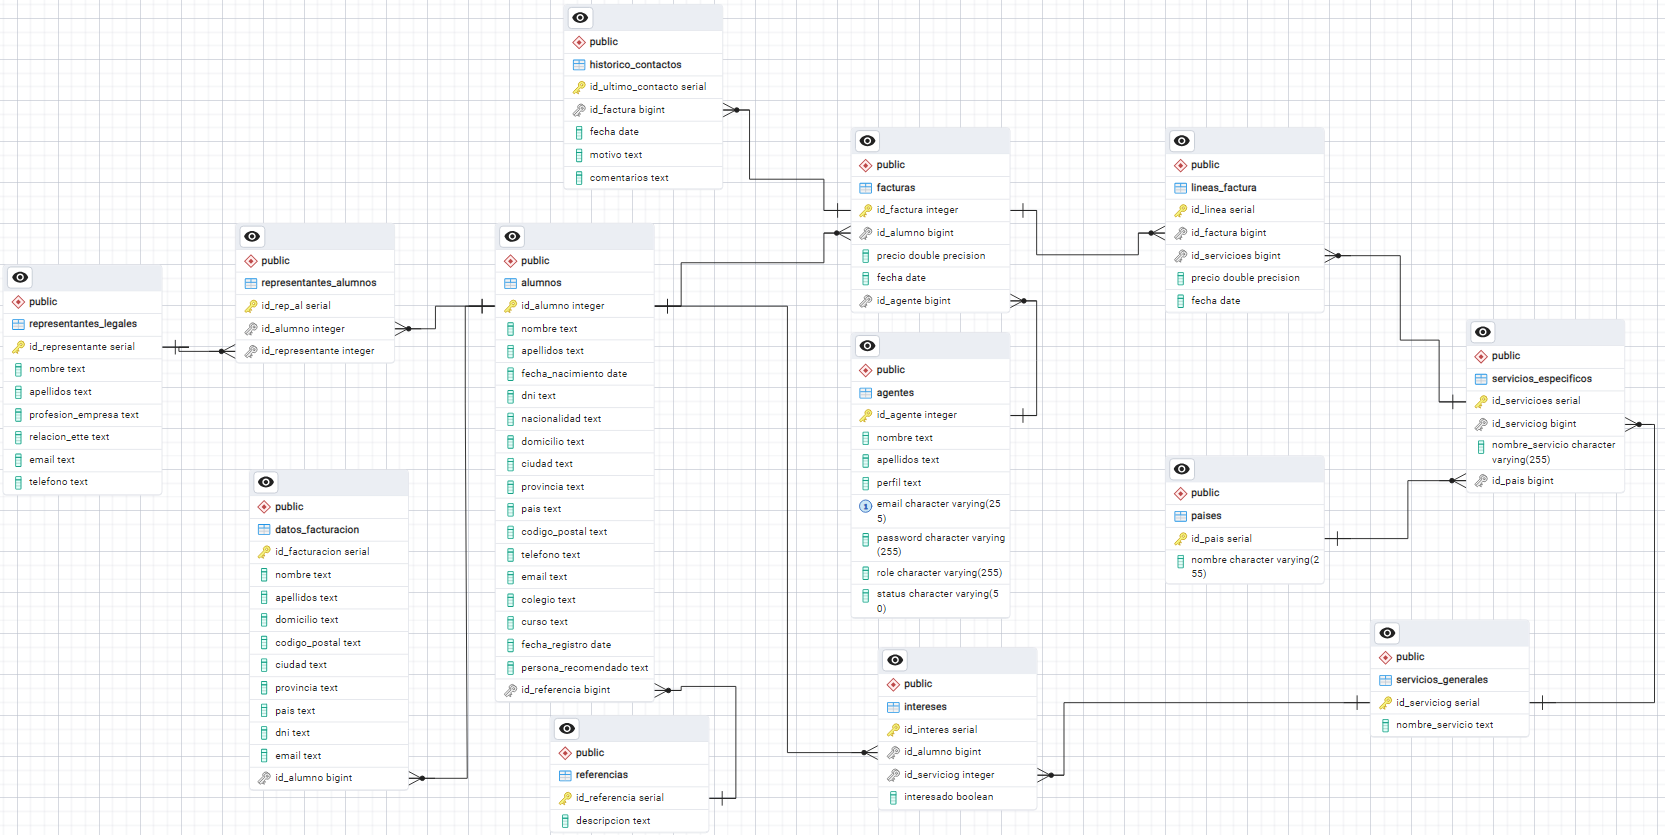 public
historico_contactos
id_ultimo_contacto serial
id_factura bigint
fecha date
motivo text
comentarios text
public
facturas
id_factura integer
id_alumno bigint
precio double precision
fecha date
id_agente bigint
public
lineas_factura
id_linea serial
id_factura bigint
id_servicioes bigint
precio double precision
fecha date
public
representantes_alumnos
id_rep_al serial
id_alumno integer
id_representante integer
public
alumnos
id_alumno integer
nombre text
apellidos text
fecha_nacimiento date
dni text
nacionalidad text
domicilio text
ciudad text
provincia text
pais text
codigo_postal text
telefono text
email text
colegio text
curso text
fecha_registro date
persona_recomendado text
id_referencia bigint
public
representantes_legales
id_representante serial
nombre text
apellidos text
profesion_empresa text
relacion_ette text
email text
telefono text
public
agentes
id_agente integer
nombre text
apellidos text
perfil text
1
email character varying(25
5)
password character varying
(255)
role character varying(255)
status character varying(5
0)
public
servicios_especificos
id_servicioes serial
id_serviciog bigint
nombre_servicio character
varying(255)
id_pais bigint
public
paises
id_pais serial
nombre character varying(2
55)
public
datos_facturacion
id_facturacion serial
nombre text
apellidos text
domicilio text
codigo_postal text
ciudad text
provincia text
pais text
dni text
email text
id_alumno bigint
public
referencias
id_referencia serial
descripcion text
public
intereses
id_interes serial
id_alumno bigint
id_serviciog integer
interesado boolean
public
servicios_generales
id_serviciog serial
nombre_servicio text